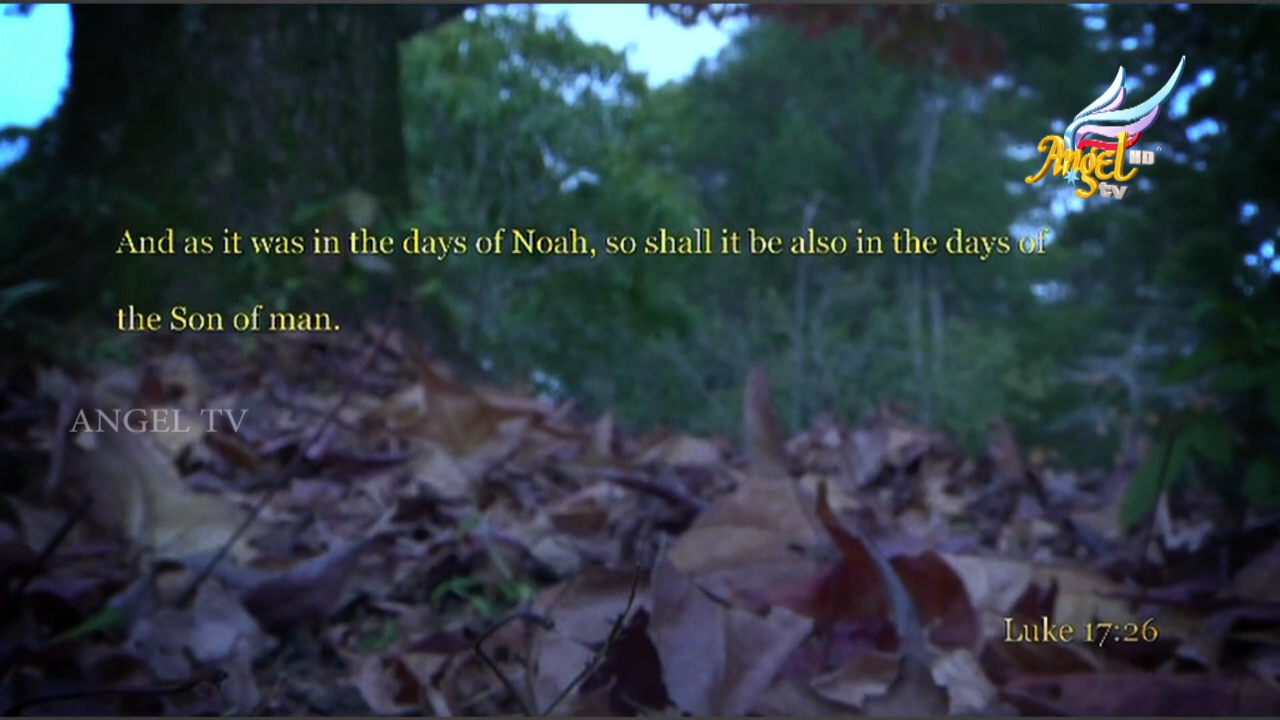 Angel HD
tv
And as it was in the days of Noah, so shall it be also in the days of
the Son of man.
ANGEL TV
Luke 17:26